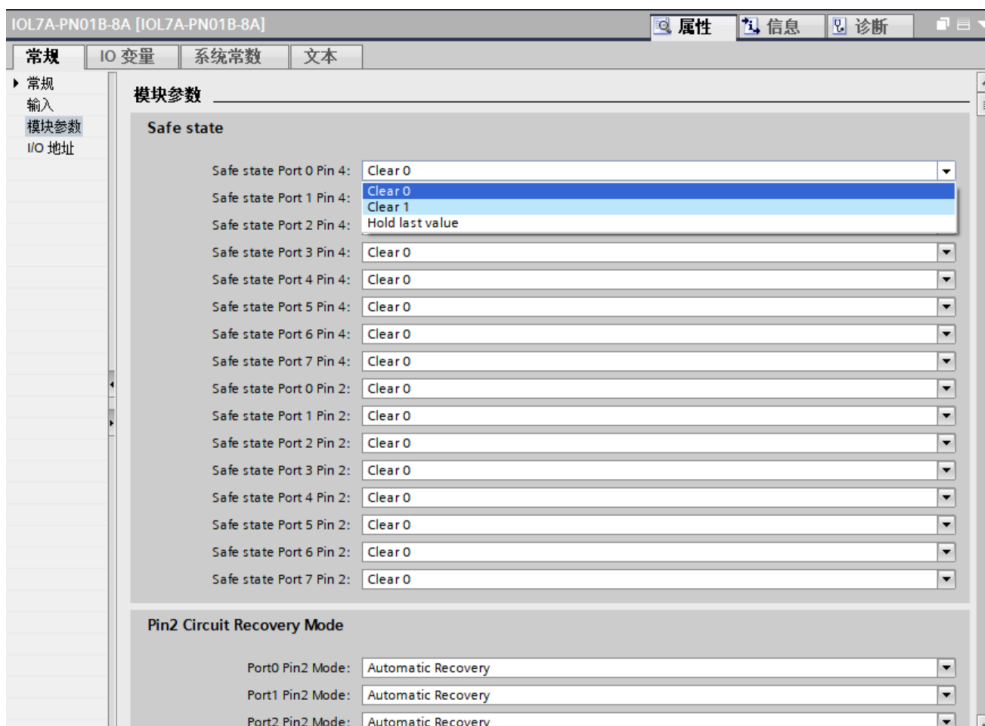 IOL7A-PN01B-8A [IOL7A-PN01B-8A]
属性
信息
诊断
常规
IO 变量
系统常数
文本
常规
输入
模块参数
I/O 地址
模块参数
Safe state
Safe state Port 0 Pin 4: Clear 0
Clear 0
Safe state Port 1 Pin 4: Clear 1
Safe state Port 2 Pin 4: Hold last value
Safe state Port 3 Pin 4: Clear 0
Safe state Port 4 Pin 4: Clear 0
Safe state Port 5 Pin 4: Clear 0
Safe state Port 6 Pin 4: Clear 0
Safe state Port 7 Pin 4: Clear 0
Safe state Port 0 Pin 2: Clear 0
Safe state Port 1 Pin 2: Clear 0
Safe state Port 2 Pin 2: Clear 0
Safe state Port 3 Pin 2: Clear 0
Safe state Port 4 Pin 2: Clear 0
Safe state Port 5 Pin 2: Clear 0
Safe state Port 6 Pin 2: Clear 0
Safe state Port 7 Pin 2: Clear 0
Pin2 Circuit Recovery Mode
Port0 Pin2 Mode: Automatic Recovery
Port1 Pin2 Mode: Automatic Recovery
Port2 Pin2 Mode: Automatic Recovery